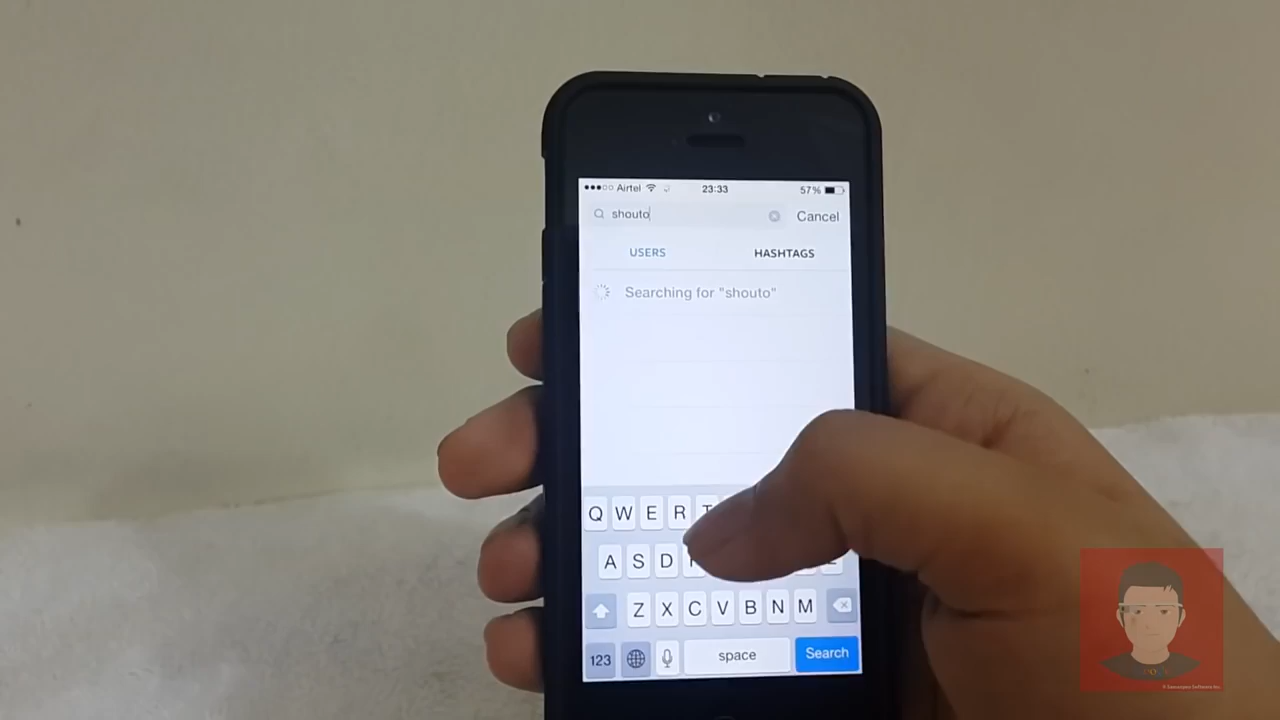 Airtel 23:33 57%
shouto Cancel
USERS HASHTAGS
Searching for "shouto"
Q W E R
A S D
Z X C V B N M
123 space Search